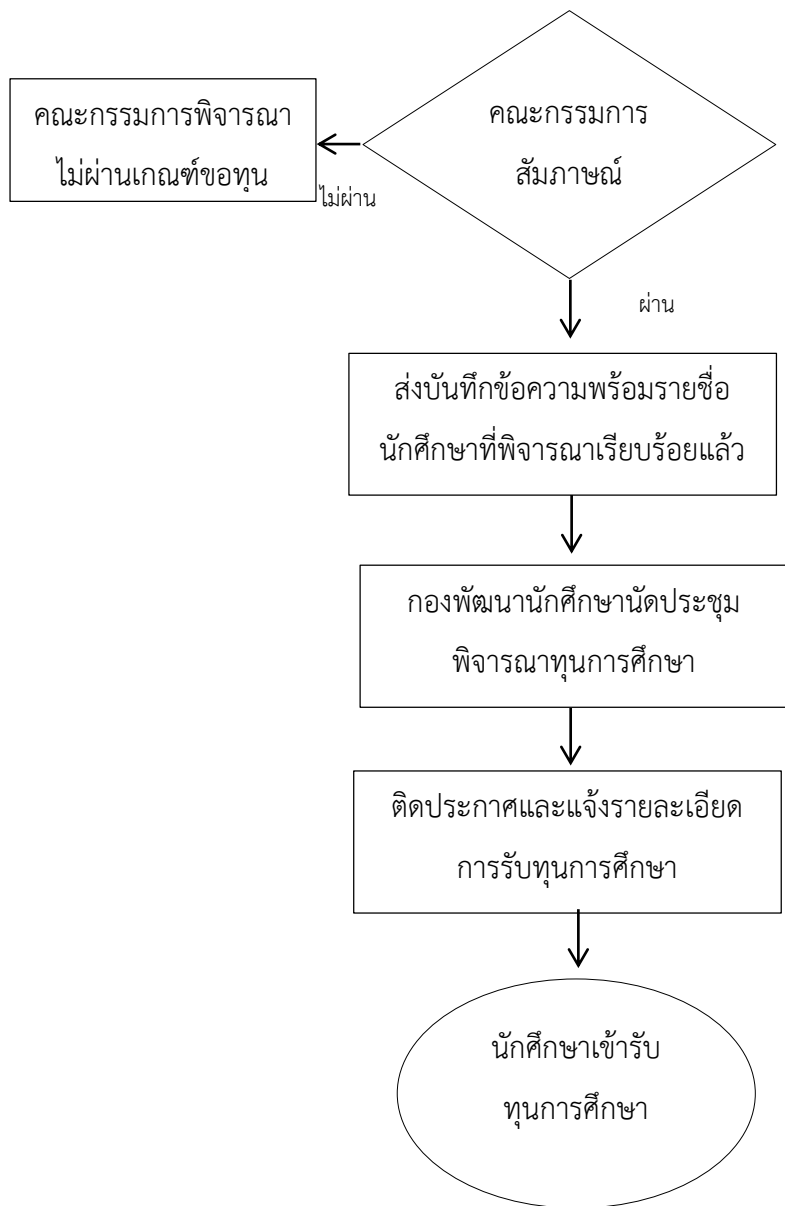 คณะกรรมการ
สัมภาษณ์
คณะกรรมการพิจารณา
ไม่ผ่านเกณฑ์ขอทุน
ไม่ผ่าน
ผ่าน
ส่งบันทึกข้อความพร้อมรายชื่อ
นักศึกษาที่พิจารณาเรียบร้อยแล้ว
กองพัฒนานักศึกษานัดประชุม
พิจารณาทุนการศึกษา
ติดประกาศและแจ้งรายละเอียด
การรับทุนการศึกษา
นักศึกษาเข้ารับ
ทุนการศึกษา